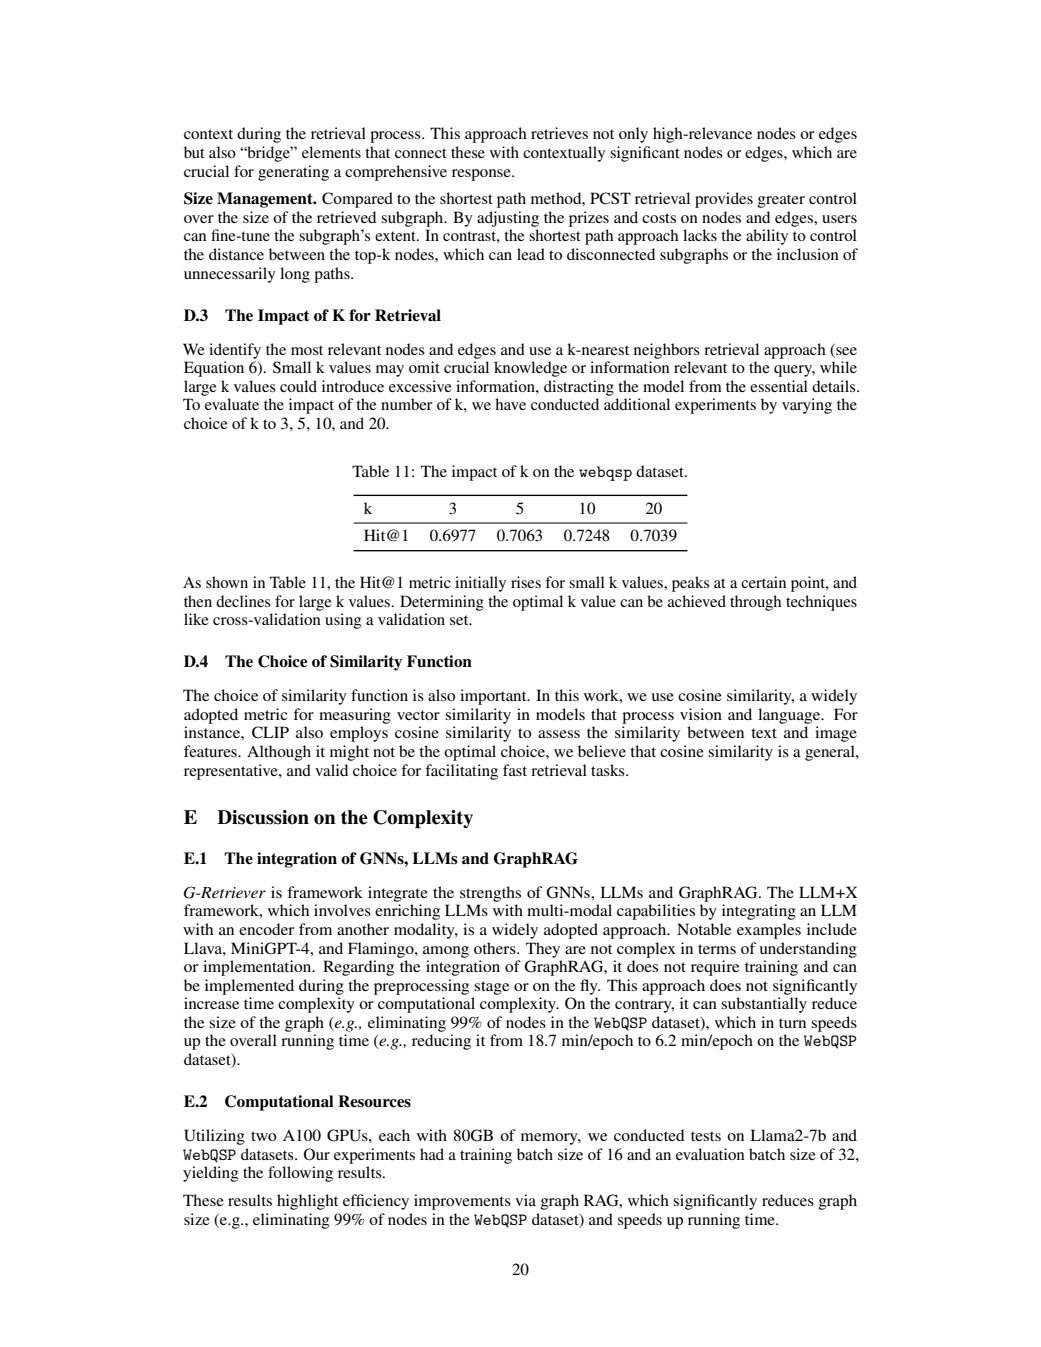 context during the retrieval process. This approach retrieves not only high-relevance nodes or edges
but also “bridge” elements that connect these with contextually significant nodes or edges, which are
crucial for generating a comprehensive response.
Size Management. Compared to the shortest path method, PCST retrieval provides greater control
over the size of the retrieved subgraph. By adjusting the prizes and costs on nodes and edges, users
can fine-tune the subgraph’s extent. In contrast, the shortest path approach lacks the ability to control
the distance between the top-k nodes, which can lead to disconnected subgraphs or the inclusion of
unnecessarily long paths.
D.3 The Impact of K for Retrieval
We identify the most relevant nodes and edges and use a k-nearest neighbors retrieval approach (see
Equation 6). Small k values may omit crucial knowledge or information relevant to the query, while
large k values could introduce excessive information, distracting the model from the essential details.
To evaluate the impact of the number of k, we have conducted additional experiments by varying the
choice of k to 3, 5, 10, and 20.
Table 11: The impact of k on the webqsp dataset.
k 3 5 10 20
Hit@1 0.6977 0.7063 0.7248 0.7039
As shown in Table 11, the Hit@1 metric initially rises for small k values, peaks at a certain point, and
then declines for large k values. Determining the optimal k value can be achieved through techniques
like cross-validation using a validation set.
D.4 The Choice of Similarity Function
The choice of similarity function is also important. In this work, we use cosine similarity, a widely
adopted metric for measuring vector similarity in models that process vision and language. For
instance, CLIP also employs cosine similarity to assess the similarity between text and image
features. Although it might not be the optimal choice, we believe that cosine similarity is a general,
representative, and valid choice for facilitating fast retrieval tasks.
E Discussion on the Complexity
E.1 The integration of GNNs, LLMs and GraphRAG
G-Retriever is framework integrate the strengths of GNNs, LLMs and GraphRAG. The LLM+X
framework, which involves enriching LLMs with multi-modal capabilities by integrating an LLM
with an encoder from another modality, is a widely adopted approach. Notable examples include
Llava, MiniGPT-4, and Flamingo, among others. They are not complex in terms of understanding
or implementation. Regarding the integration of GraphRAG, it does not require training and can
be implemented during the preprocessing stage or on the fly. This approach does not significantly
increase time complexity or computational complexity. On the contrary, it can substantially reduce
the size of the graph (e.g., eliminating 99% of nodes in the WebQSP dataset), which in turn speeds
up the overall running time (e.g., reducing it from 18.7 min/epoch to 6.2 min/epoch on the WebQSP
dataset).
E.2 Computational Resources
Utilizing two A100 GPUs, each with 80GB of memory, we conducted tests on Llama2-7b and
WebQSP datasets. Our experiments had a training batch size of 16 and an evaluation batch size of 32,
yielding the following results.
These results highlight efficiency improvements via graph RAG, which significantly reduces graph
size (e.g., eliminating 99% of nodes in the WebQSP dataset) and speeds up running time.
20